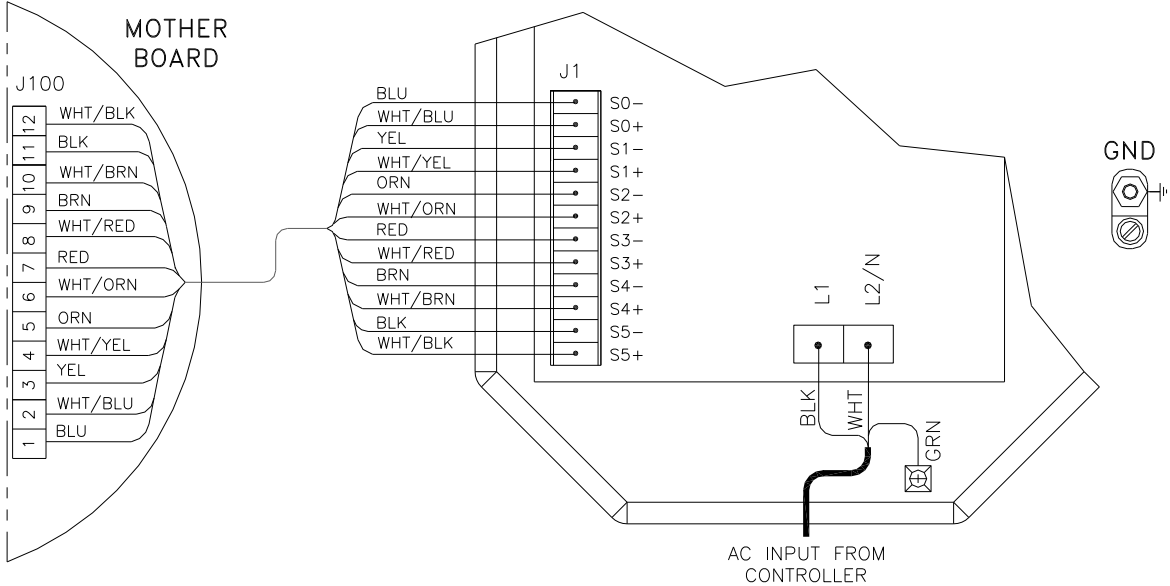 MOTHER
BOARD
J100
12 WHT/BLK
11 BLK
10 WHT/BRN
9 BRN
8 WHT/RED
7 RED
6 WHT/ORN
5 ORN
4 WHT/YEL
3 YEL
2 WHT/BLU
1 BLU
J1
BLU S0-
WHT/BLU S0+
YEL S1-
WHT/YEL S1+
ORN S2-
WHT/ORN S2+
RED S3-
WHT/RED S3+
BRN S4-
WHT/BRN S4+
BLK S5-
WHT/BLK S5+
L1
L2/N
BLK
WHT
GRN
AC INPUT FROM
CONTROLLER
GND